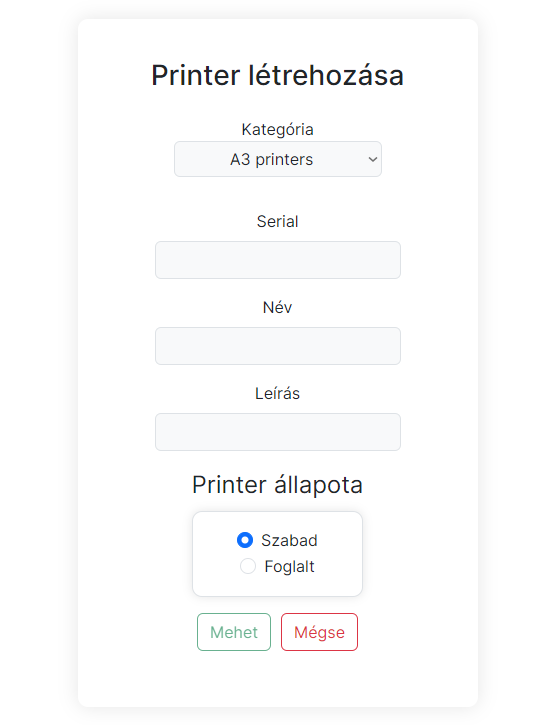 Printer létrehozása
Kategória
A3 printers
Serial
Név
Leírás
Printer állapota
Szabad
Foglalt
Mehet Mégse